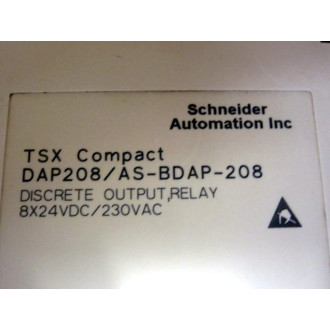 Schneider
Automation Inc
TSX Compact
DAP208/AS-BDAP-208
DISCRETE OUTPUT,RELAY
8X24VDC/230VAC